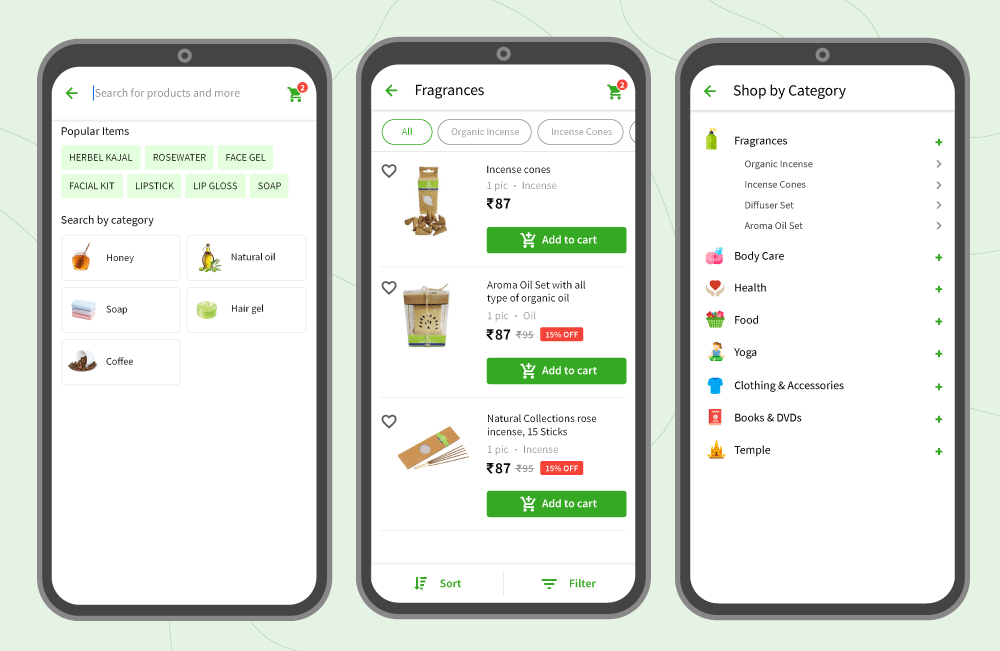 Search for products and more
2
Popular Items
HERBEL KAJAL
ROSEWATER
FACE GEL
FACIAL KIT
LIPSTICK
LIP GLOSS
SOAP
Search by category
Honey
Natural oil
Soap
Hair gel
Coffee
Fragrances
2
All
Organic Incense
Incense Cones
Incense cones
1 pic • Incense
₹87
Add to cart
Aroma Oil Set with all
type of organic oil
1 pic • Oil
₹87 ₹95 15% OFF
Add to cart
Natural Collections rose
incense, 15 Sticks
1 pic • Incense
₹87 ₹95 15% OFF
Add to cart
Sort
Filter
Shop by Category
Fragrances
Organic Incense
Incense Cones
Diffuser Set
Aroma Oil Set
Body Care
Health
Food
Yoga
Clothing & Accessories
Books & DVDs
Temple